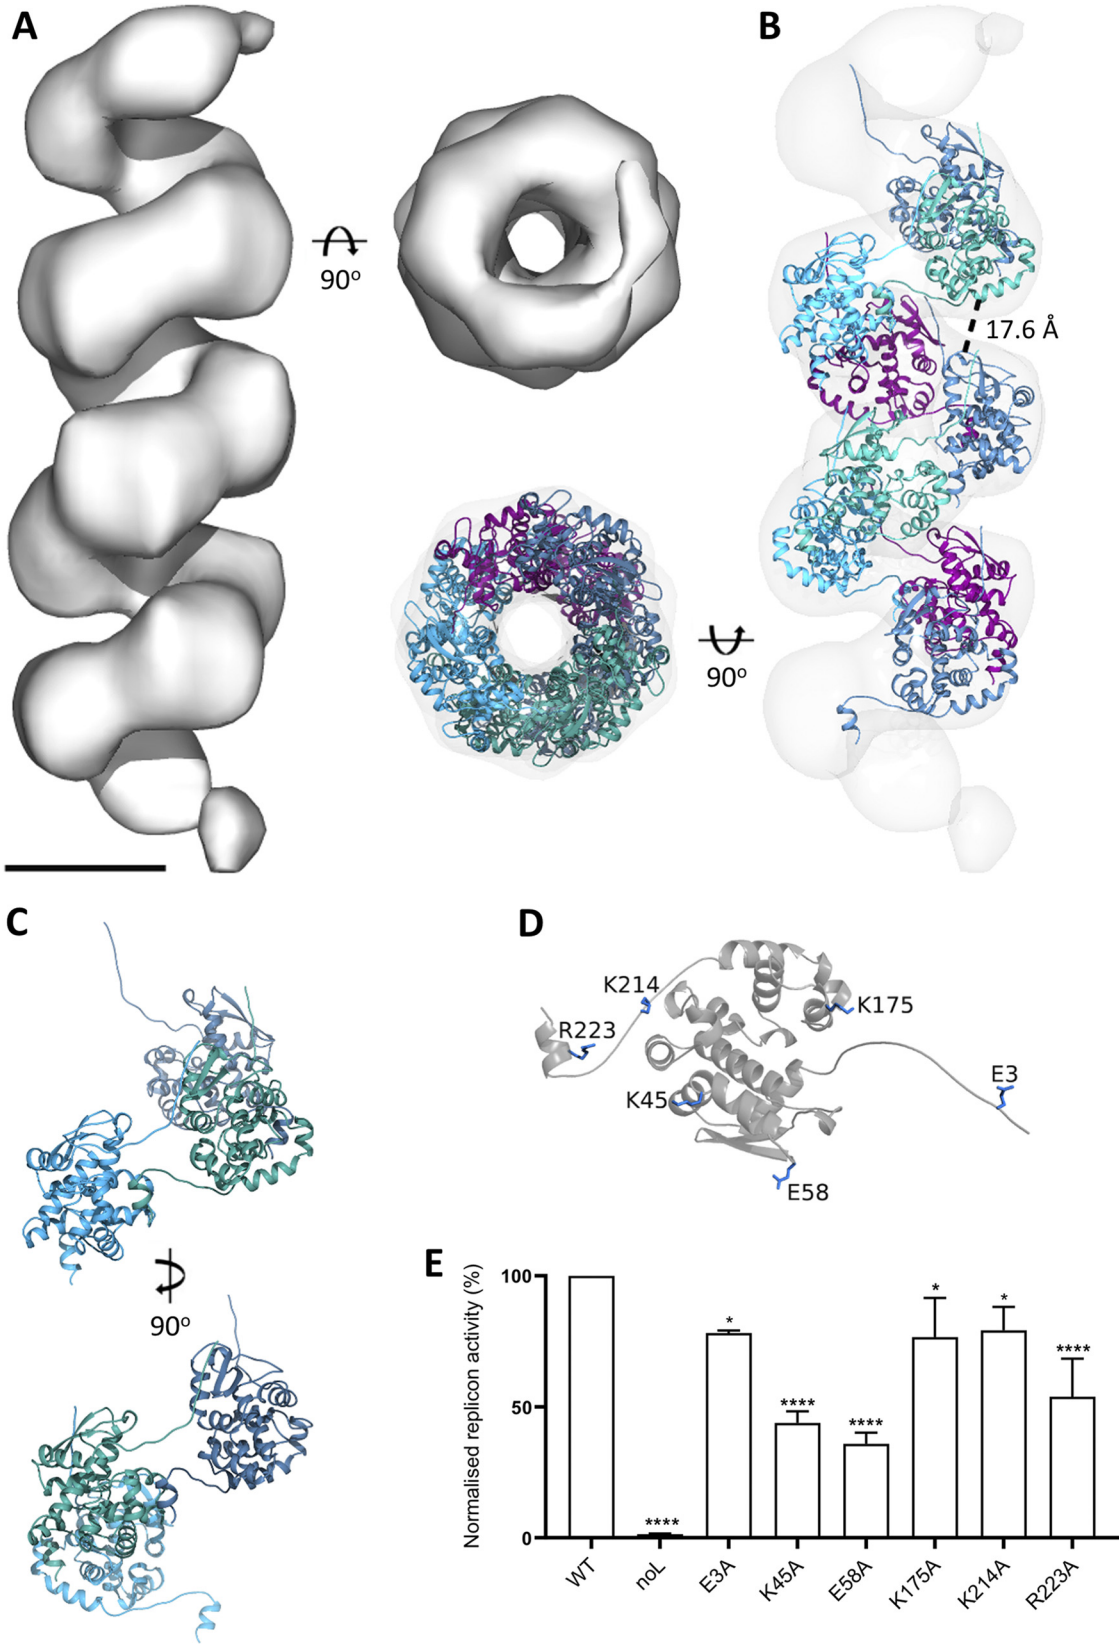 A
B
90°
17.6 Å
90°
C
D
K214
K175
R223
E3
K45
E58
90°
E
Normalised replicon activity (%)
100
50
0
*
****
****
****
*
*
****
WT
noL
E3A
K45A
E58A
K175A
K214A
R223A